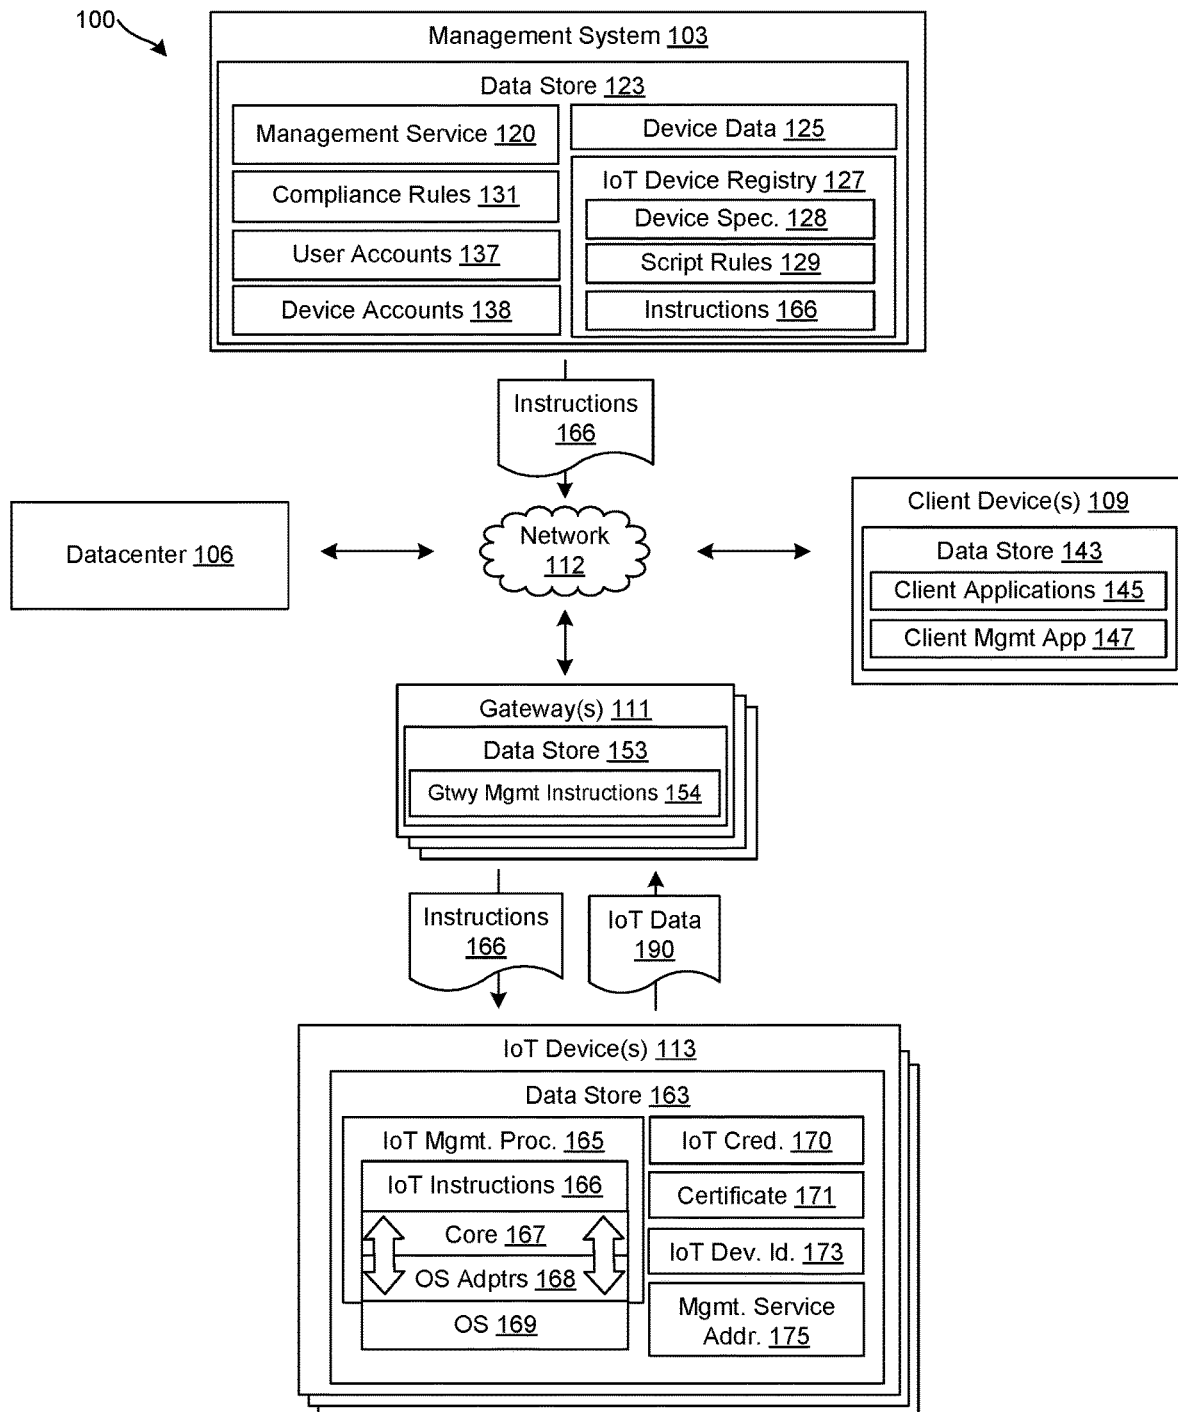 100
Management System 103
Data Store 123
Management Service 120
Compliance Rules 131
User Accounts 137
Device Accounts 138
Device Data 125
IoT Device Registry 127
Device Spec. 128
Script Rules 129
Instructions 166
Instructions
166
Datacenter 106
Network
112
Client Device(s) 109
Data Store 143
Client Applications 145
Client Mgmt App 147
Gateway(s) 111
Data Store 153
Gtwy Mgmt Instructions 154
Instructions
166
IoT Data
190
IoT Device(s) 113
Data Store 163
IoT Mgmt. Proc. 165
IoT Instructions 166
Core 167
OS Adptrs 168
OS 169
IoT Cred. 170
Certificate 171
IoT Dev. Id. 173
Mgmt. Service
Addr. 175